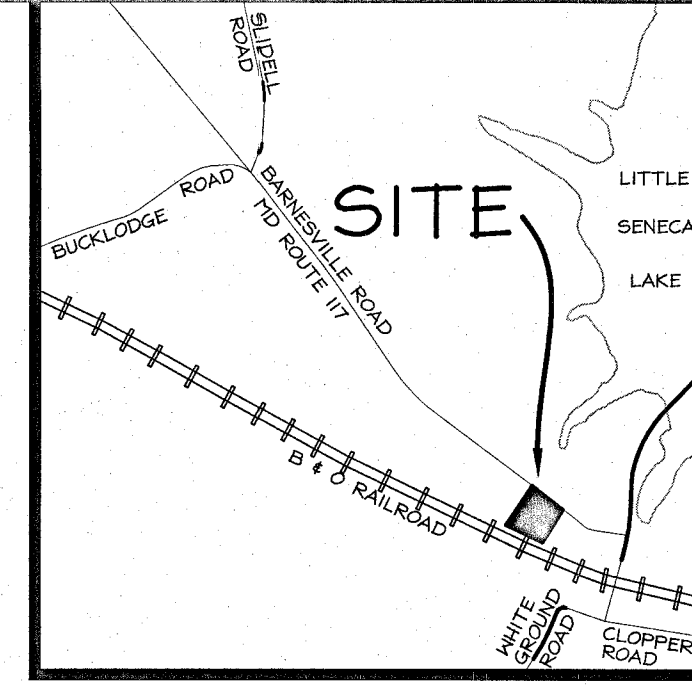 SLIDELL
ROAD
BUCKLODGE ROAD
BARNESVILLE ROAD
MD ROUTE 117
SITE
LITTLE
SENECA
LAKE
B & O RAILROAD
WHITE
GROUND
ROAD
CLOPPER
ROAD